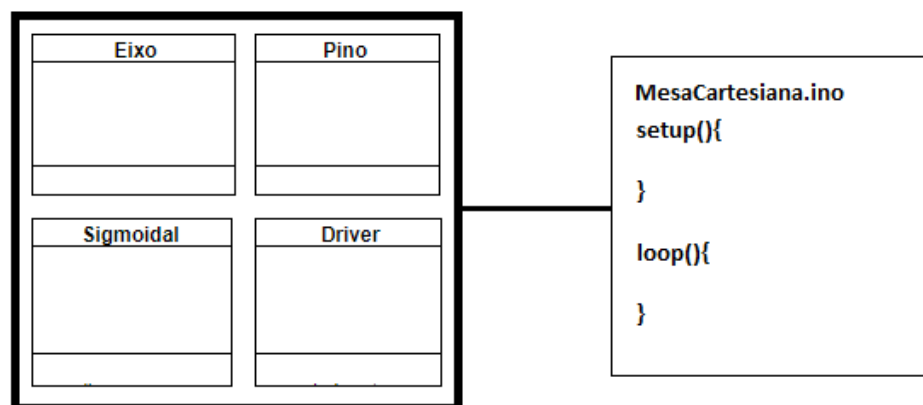 Eixo
Pino
Sigmoidal
Driver
MesaCartesiana.ino
setup(){
}
loop(){
}